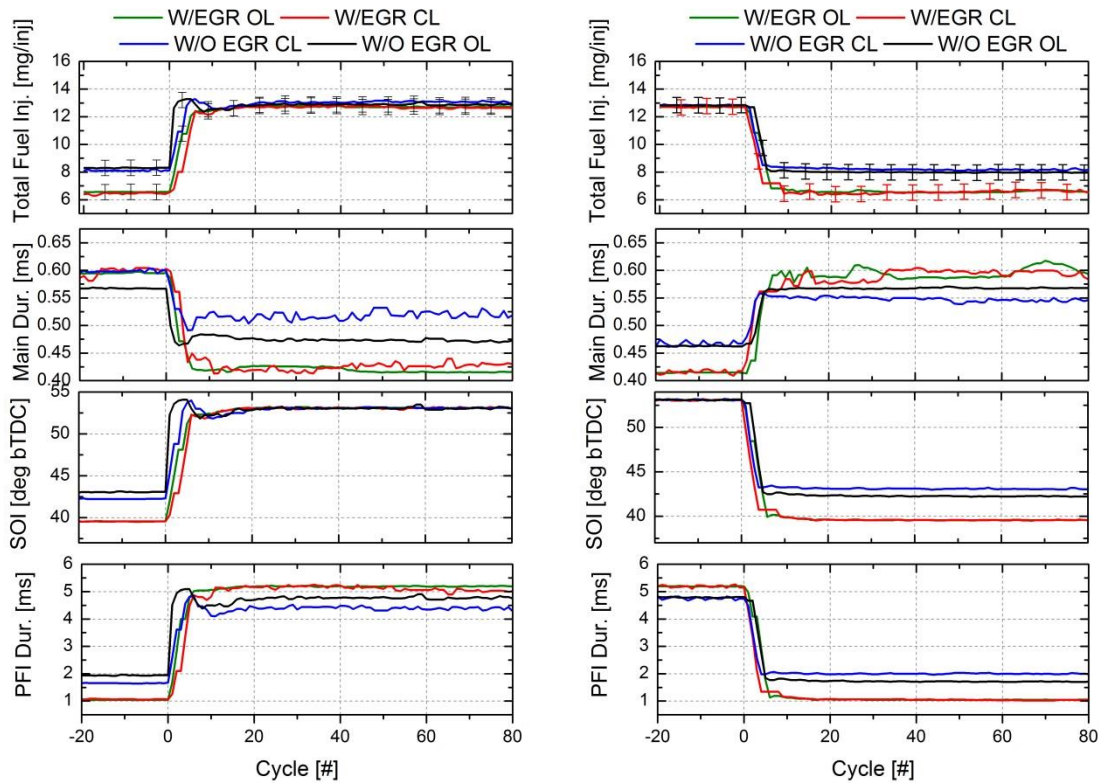 W/EGR OL W/EGR CL
W/O EGR CL W/O EGR OL
Total Fuel Inj. [mg/inj]
16
14
12
10
8
6
Main Dur. [ms]
0.65
0.60
0.55
0.50
0.45
0.40
SOI [deg bTDC]
55
50
45
40
PFI Dur. [ms]
6
5
4
3
2
1
-20 0 20 40 60 80
Cycle [#]
W/EGR OL W/EGR CL
W/O EGR CL W/O EGR OL
Total Fuel Inj. [mg/inj]
16
14
12
10
8
6
Main Dur. [ms]
0.65
0.60
0.55
0.50
0.45
0.40
SOI [deg bTDC]
50
45
40
PFI Dur. [ms]
6
5
4
3
2
1
-20 0 20 40 60 80
Cycle [#]